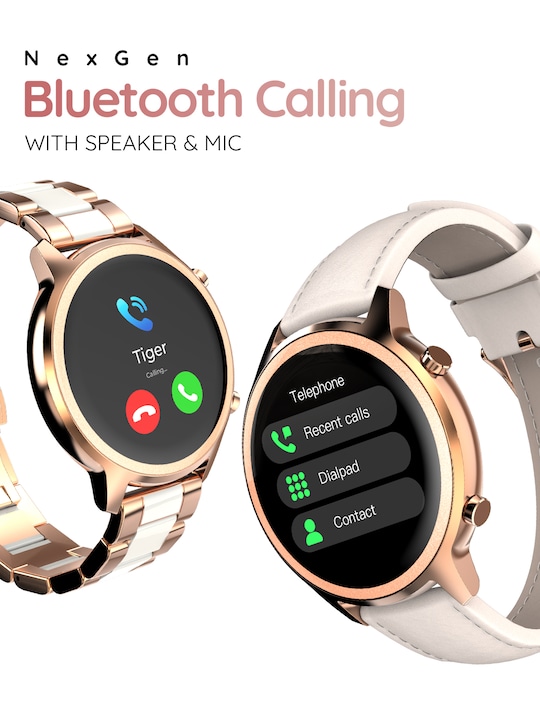 NexGen
Bluetooth Calling
WITH SPEAKER & MIC
Tiger
Calling...
Telephone
Recent calls
Dialpad
Contact